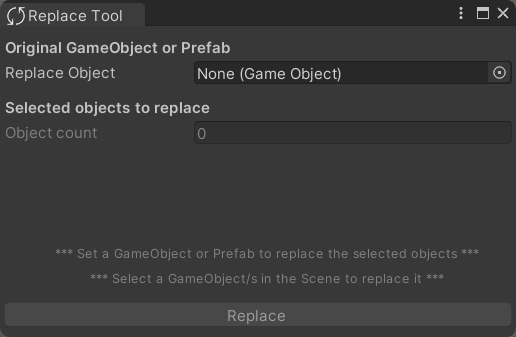 Replace Tool
Original GameObject or Prefab
Replace Object None (Game Object)
Selected objects to replace
Object count 0
*** Set a GameObject or Prefab to replace the selected objects ***
*** Select a GameObject/s in the Scene to replace it ***
Replace